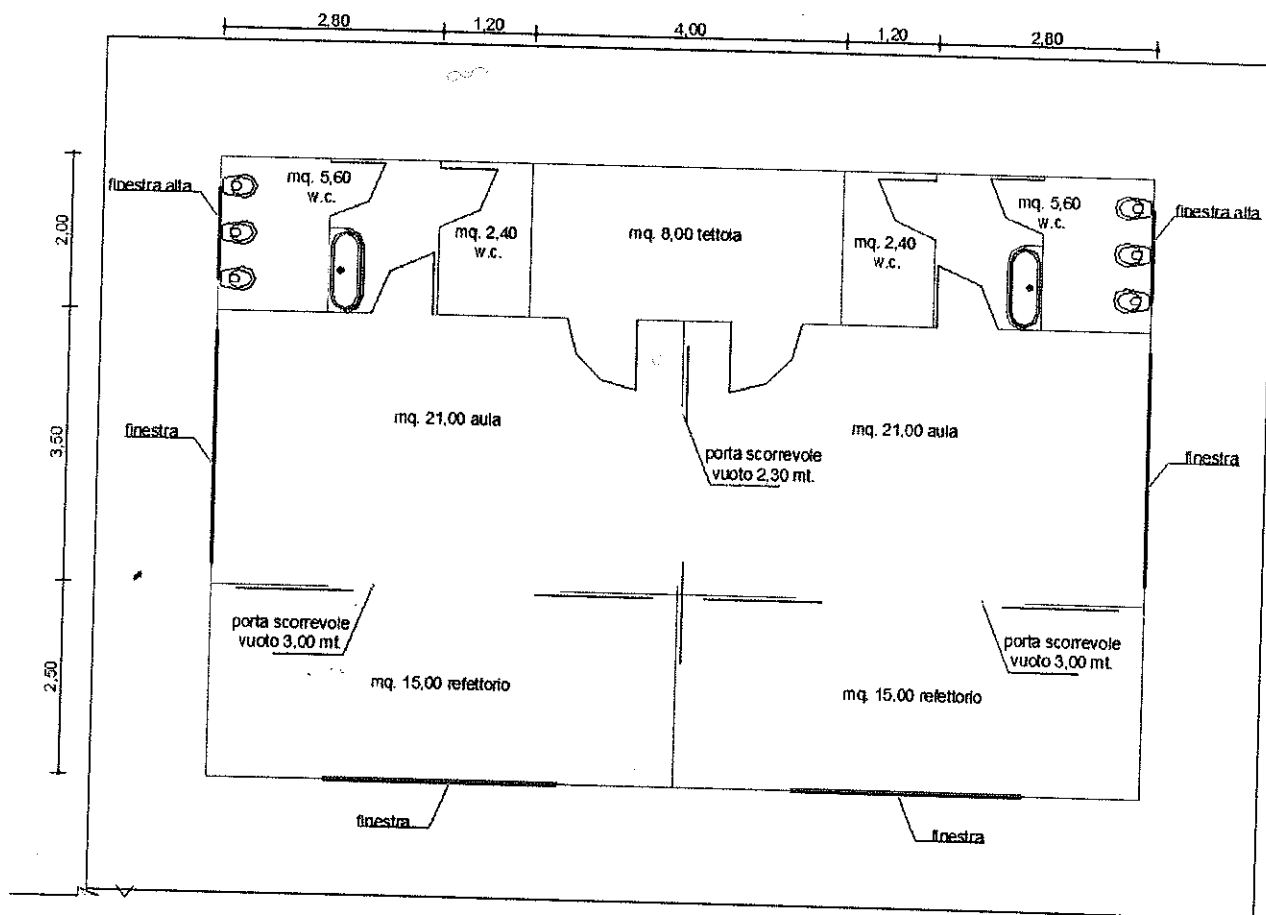 2,80
1,20
4,00
1,20
2,80
finestra alta
mq. 5,60
w.c.
mq. 2,40
w.c.
mq. 8,00 tettoia
mq. 2,40
w.c.
mq. 5,60
w.c.
finestra alta
2,00
3,50
2,50
finestra
mq. 21,00 aula
porta scorrevole
vuoto 2,30 mt.
mq. 21,00 aula
finestra
porta scorrevole
vuoto 3,00 mt.
mq. 15,00 refettorio
porta scorrevole
vuoto 3,00 mt.
mq. 15,00 refettorio
finestra
finestra